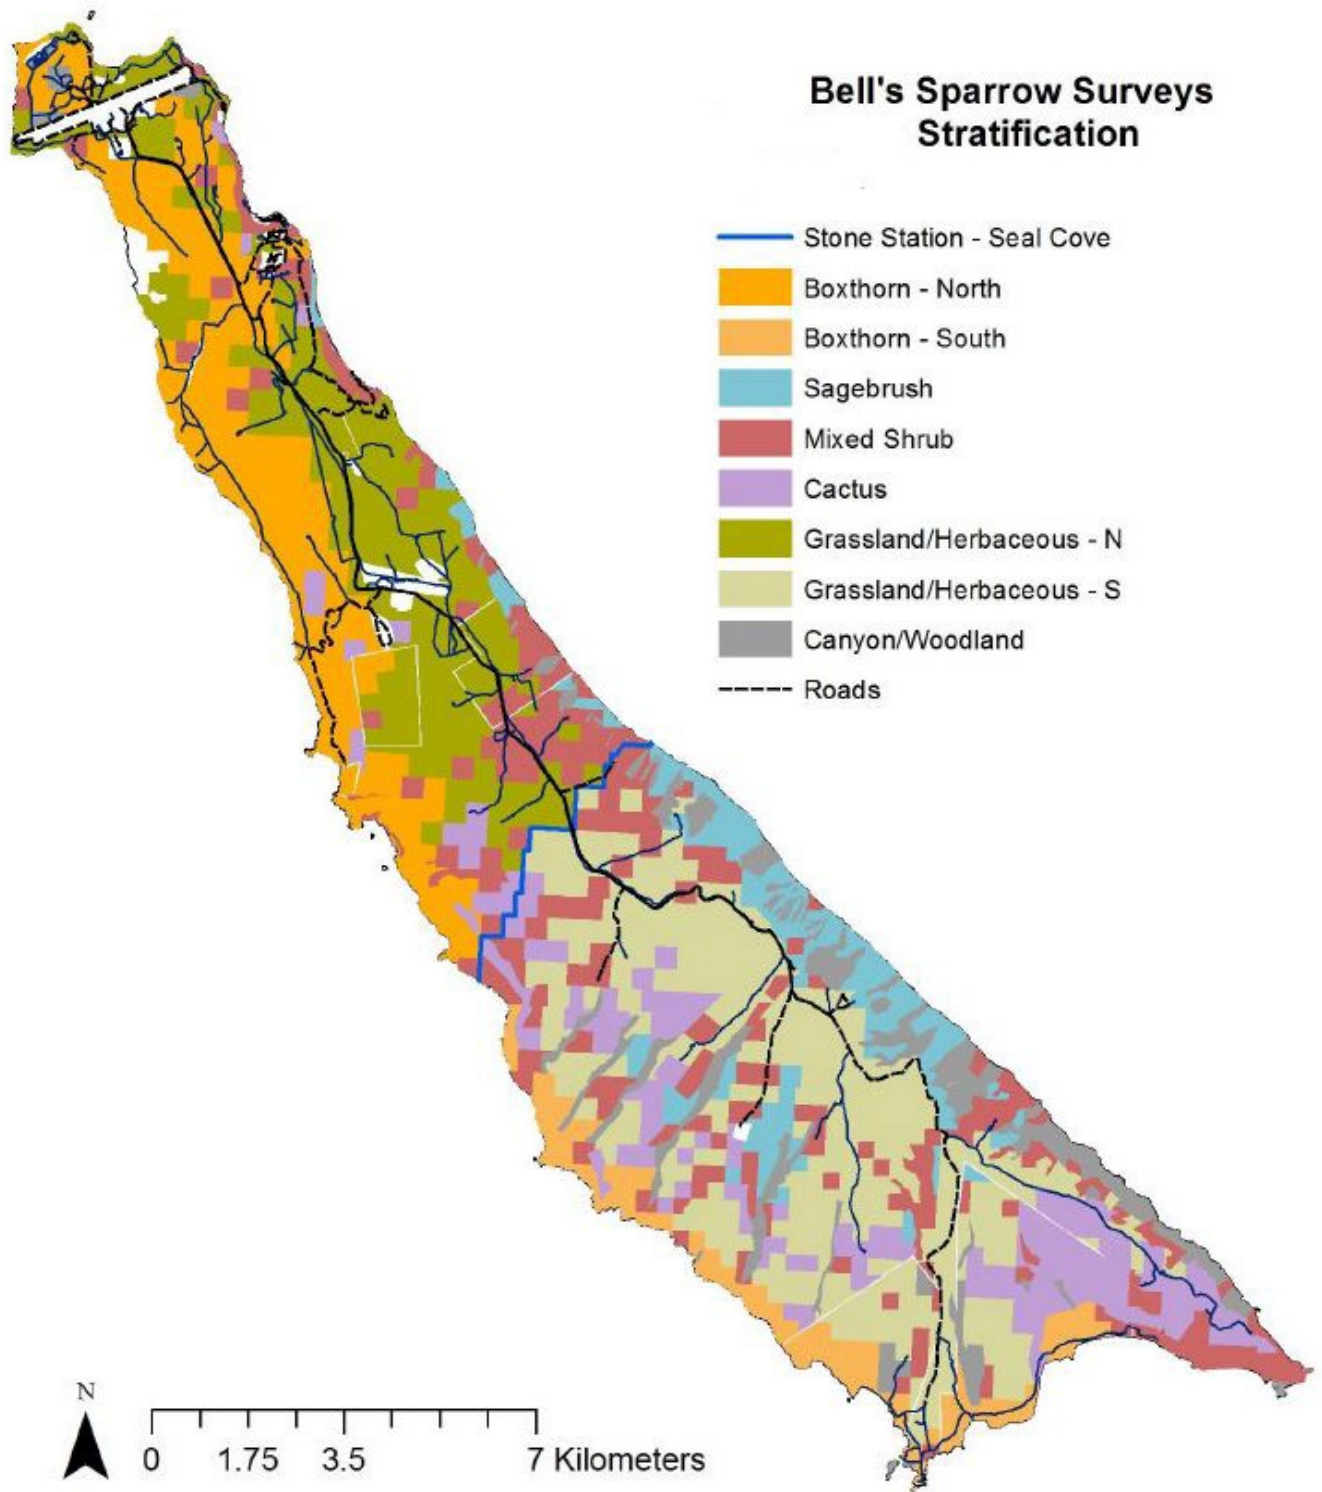 Bell's Sparrow Surveys
Stratification
Stone Station - Seal Cove
Boxthorn - North
Boxthorn - South
Sagebrush
Mixed Shrub
Cactus
Grassland/Herbaceous - N
Grassland/Herbaceous - S
Canyon/Woodland
Roads
N
0 1.75 3.5 7 Kilometers